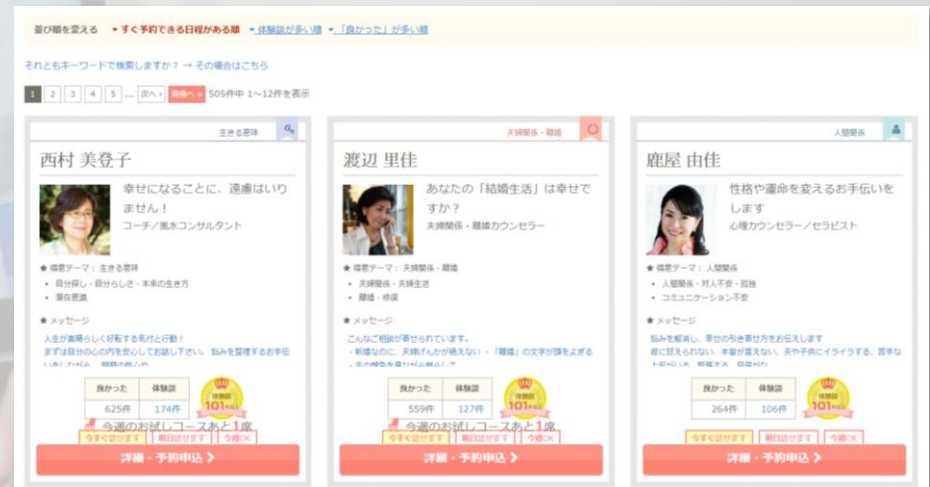 並び順を変える ▼すぐ予約できる日程がある順 ▼体験談が多い順 ▼「良かった」が多い順
それともキーワードで検索しますか？ → その場合はこちら
1 2 3 4 5 ... 次へ› 最後へ» 505件中 1～12件を表示
生きる意味
西村 美登子
幸せになることに、遠慮はいり
ません！
コーチ／風水コンサルタント
★ 得意テーマ： 生きる意味
• 自分探し・自分らしさ・本来の生き方
• 潜在意識
★ メッセージ
人生が素晴らしく好転する気付と行動！
まずは自分の心の内を安心してお話し下さい。 悩みを整理するお手伝
良かった 体験談
625件 174件
体験談
101
今週のお試しコースあと1席
今すぐ話せます 明日話せます 今週OK
詳細・予約申込 ❯
夫婦関係・離婚
渡辺 里佳
あなたの「結婚生活」は幸せで
すか？
夫婦関係・離婚カウンセラー
★ 得意テーマ： 夫婦関係・離婚
• 夫婦関係・夫婦生活
• 離婚・修復
★ メッセージ
こんなご相談が寄せられています。
・新婚なのに、夫婦げんかが絶えない ・「離婚」の文字が頭をよぎる
良かった 体験談
559件 127件
体験談
101
今週のお試しコースあと1席
今すぐ話せます 明日話せます 今週OK
詳細・予約申込 ❯
人間関係
鹿屋 由佳
性格や運命を変えるお手伝いを
します
心理カウンセラー／セラピスト
★ 得意テーマ： 人間関係
• 人間関係・対人不安・孤独
• コミュニケーション不安
★ メッセージ
悩みを解消し、幸せの引き寄せ方をお伝えします
彼に甘えられない、本音が言えない、夫や子供にイライラする、苦手な
良かった 体験談
264件 106件
体験談
101
今すぐ話せます 明日話せます 今週OK
詳細・予約申込 ❯